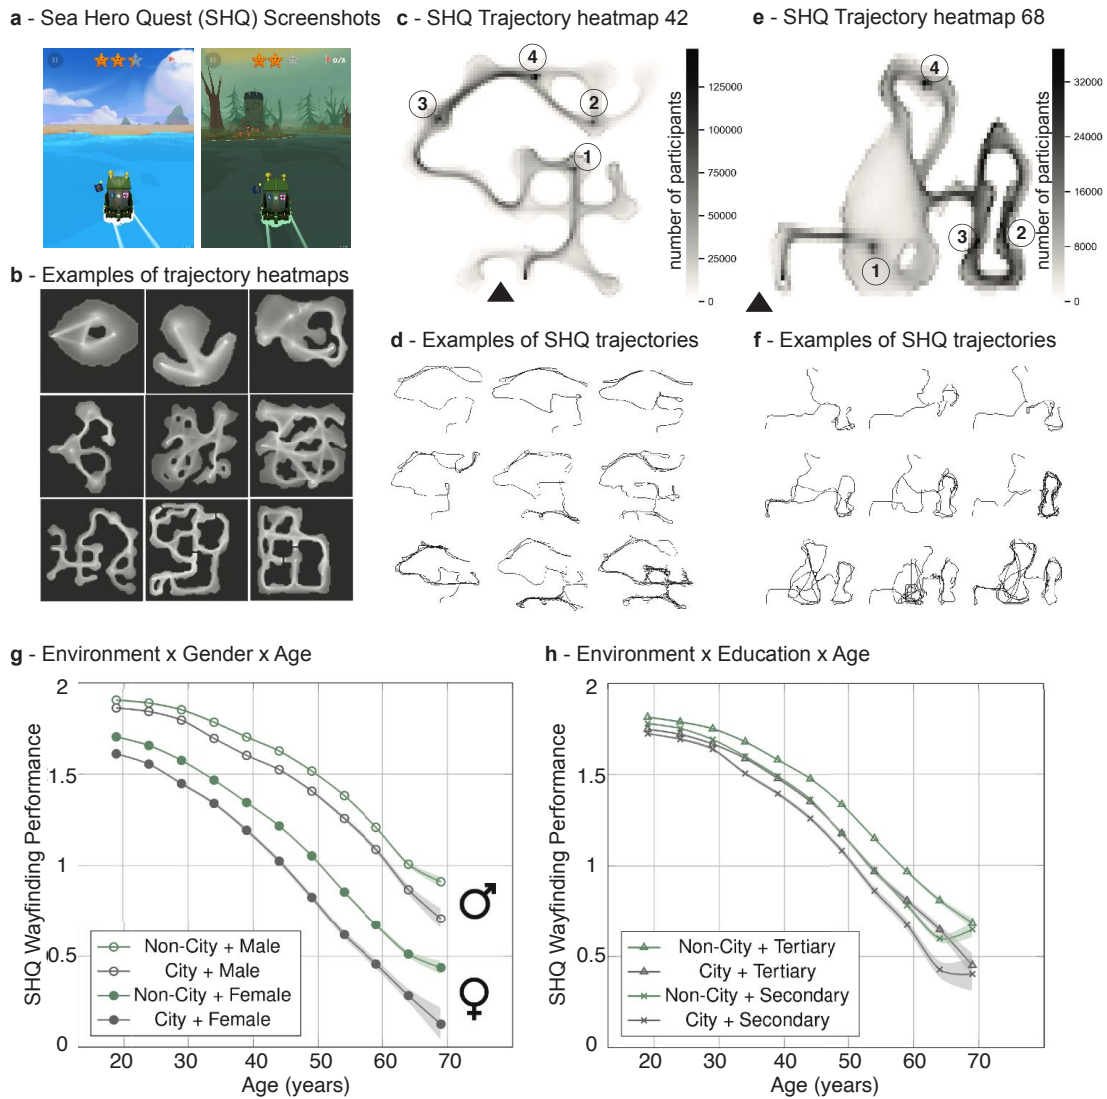 a - Sea Hero Quest (SHQ) Screenshots
0/3
b - Examples of trajectory heatmaps
c - SHQ Trajectory heatmap 42
4
3
2
1
125000
100000
75000
50000
25000
0
number of participants
d - Examples of SHQ trajectories
e - SHQ Trajectory heatmap 68
4
3
2
1
32000
24000
16000
8000
0
number of participants
f - Examples of SHQ trajectories
g - Environment x Gender x Age
SHQ Wayfinding Performance
2
1.5
1
0.5
0
Non-City + Male
City + Male
Non-City + Female
City + Female
20 30 40 50 60 70
Age (years)
h - Environment x Education x Age
SHQ Wayfinding Performance
2
1.5
1
0.5
0
Non-City + Tertiary
City + Tertiary
Non-City + Secondary
City + Secondary
20 30 40 50 60 70
Age (years)